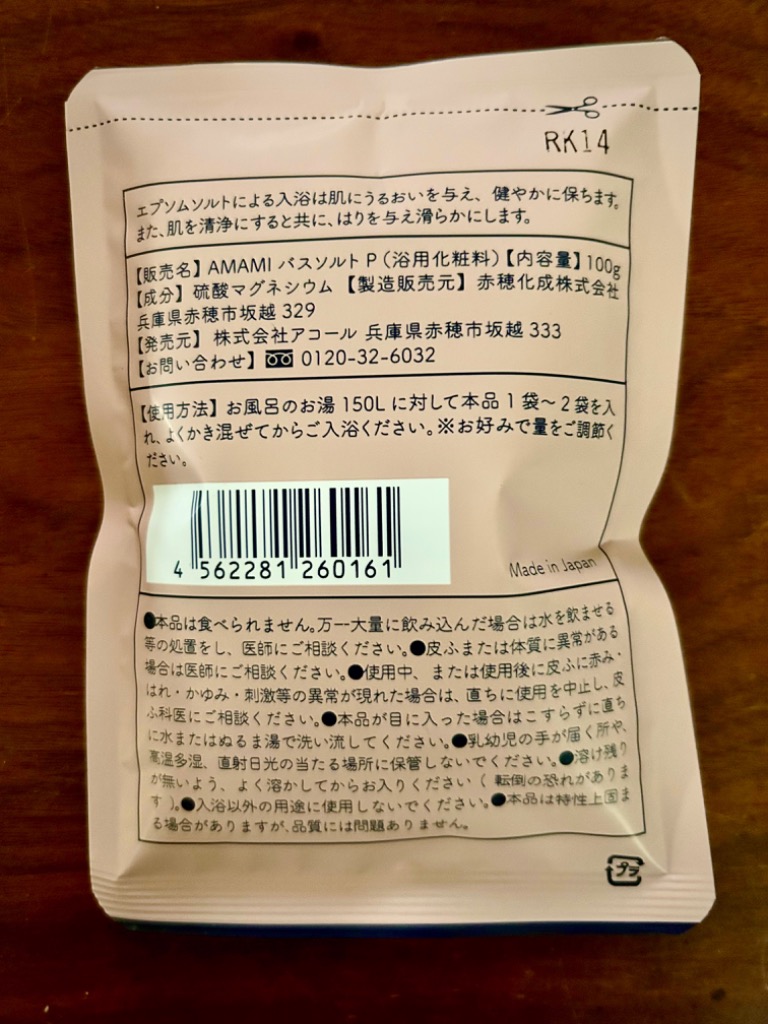 RK14
エプソムソルトによる入浴は肌にうるおいを与え、健やかに保ちます。
また、肌を清浄にすると共に、はりを与え滑らかにします。
【販売名】AMAMI バスソルト P（浴用化粧料）【内容量】100g
【成分】硫酸マグネシウム 【製造販売元】赤穂化成株式会社
兵庫県赤穂市坂越 329
【発売元】株式会社アコール 兵庫県赤穂市坂越 333
【お問い合わせ】 0120-32-6032
【使用方法】お風呂のお湯 150L に対して本品 1 袋〜 2 袋を入
れ、よくかき混ぜてからご入浴ください。※お好みで量をご調節く
ださい。
4 562281 260161
Made in Japan
●本品は食べられません。万一大量に飲み込んだ場合は水を飲ませる
等の処置をし、医師にご相談ください。●皮ふまたは体質に異常がある
場合は医師にご相談ください。●使用中、または使用後に皮ふに赤み・
はれ・かゆみ・刺激等の異常が現れた場合は、直ちに使用を中止し、皮
ふ科医にご相談ください。●本品が目に入った場合はこすらずに直ち
に水またはぬるま湯で洗い流してください。●乳幼児の手が届く所や、
高温多湿、直射日光の当たる場所に保管しないでください。●溶け残り
が無いよう、よく溶かしてからお入りください（ 転倒の恐れがありま
す ）。●入浴以外の用途に使用しないでください。●本品は特性上固ま
る場合がありますが、品質には問題ありません。
プラ